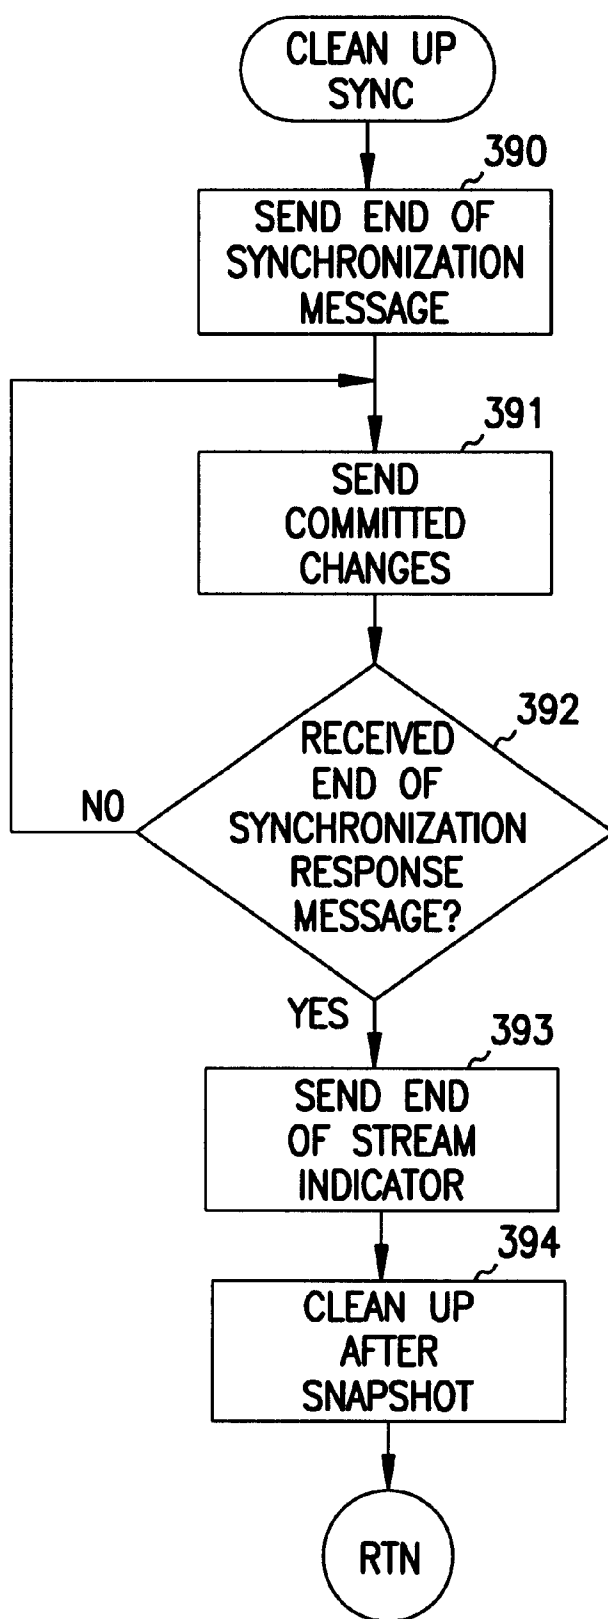 CLEAN UP
SYNC
390
SEND END OF
SYNCHRONIZATION
MESSAGE
391
SEND
COMMITTED
CHANGES
392
RECEIVED
END OF
SYNCHRONIZATION
RESPONSE
MESSAGE?
NO
YES
393
SEND END
OF STREAM
INDICATOR
394
CLEAN UP
AFTER
SNAPSHOT
RTN